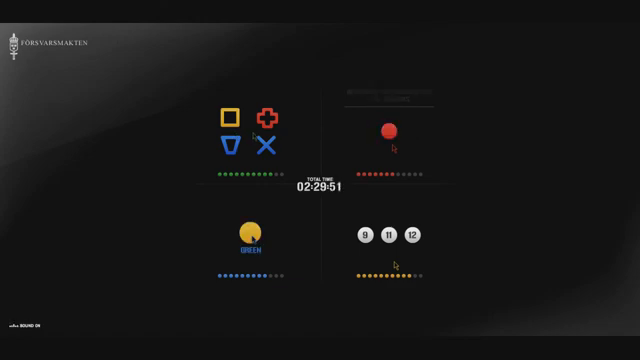 FÖRSVARSMAKTEN
TOTAL TIME
02:29:51
GREEN
9 11 12
SOUND ON